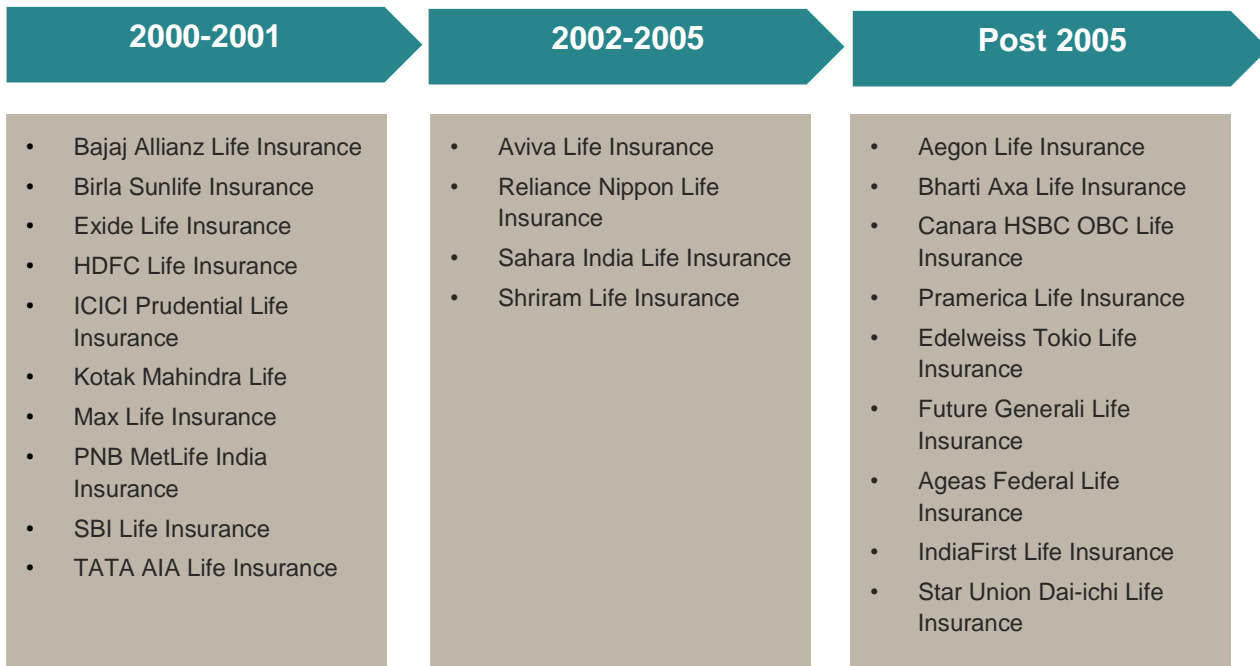 2000-2001
• Bajaj Allianz Life Insurance
• Birla Sunlife Insurance
• Exide Life Insurance
• HDFC Life Insurance
• ICICI Prudential Life
Insurance
• Kotak Mahindra Life
• Max Life Insurance
• PNB MetLife India
Insurance
• SBI Life Insurance
• TATA AIA Life Insurance
2002-2005
• Aviva Life Insurance
• Reliance Nippon Life
Insurance
• Sahara India Life Insurance
• Shriram Life Insurance
Post 2005
• Aegon Life Insurance
• Bharti Axa Life Insurance
• Canara HSBC OBC Life
Insurance
• Pramerica Life Insurance
• Edelweiss Tokio Life
Insurance
• Future Generali Life
Insurance
• Ageas Federal Life
Insurance
• IndiaFirst Life Insurance
• Star Union Dai-ichi Life
Insurance